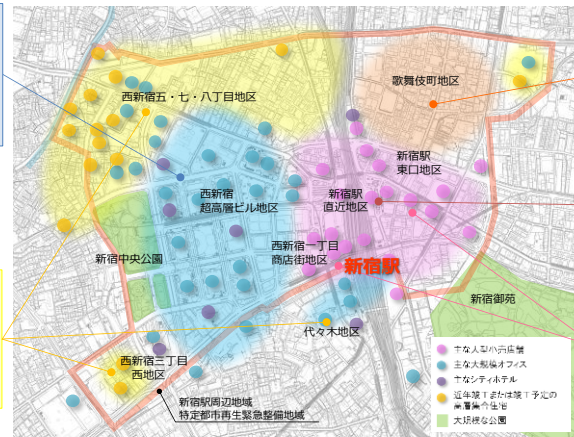 歌舞伎町地区
西新宿五・七・八丁目地区
新宿駅
東口地区
西新宿
超高層ビル地区
新宿駅
直近地区
西新宿一丁目
商店街地区
新宿中央公園
新宿駅
新宿御苑
代々木地区
西新宿三丁目
西地区
新宿駅周辺地域
特定都市再生緊急整備地域
主な大型小売店舗
主な大規模オフィス
主なシティホテル
近年竣工または竣工予定の
高層集合住宅
大規模な公園